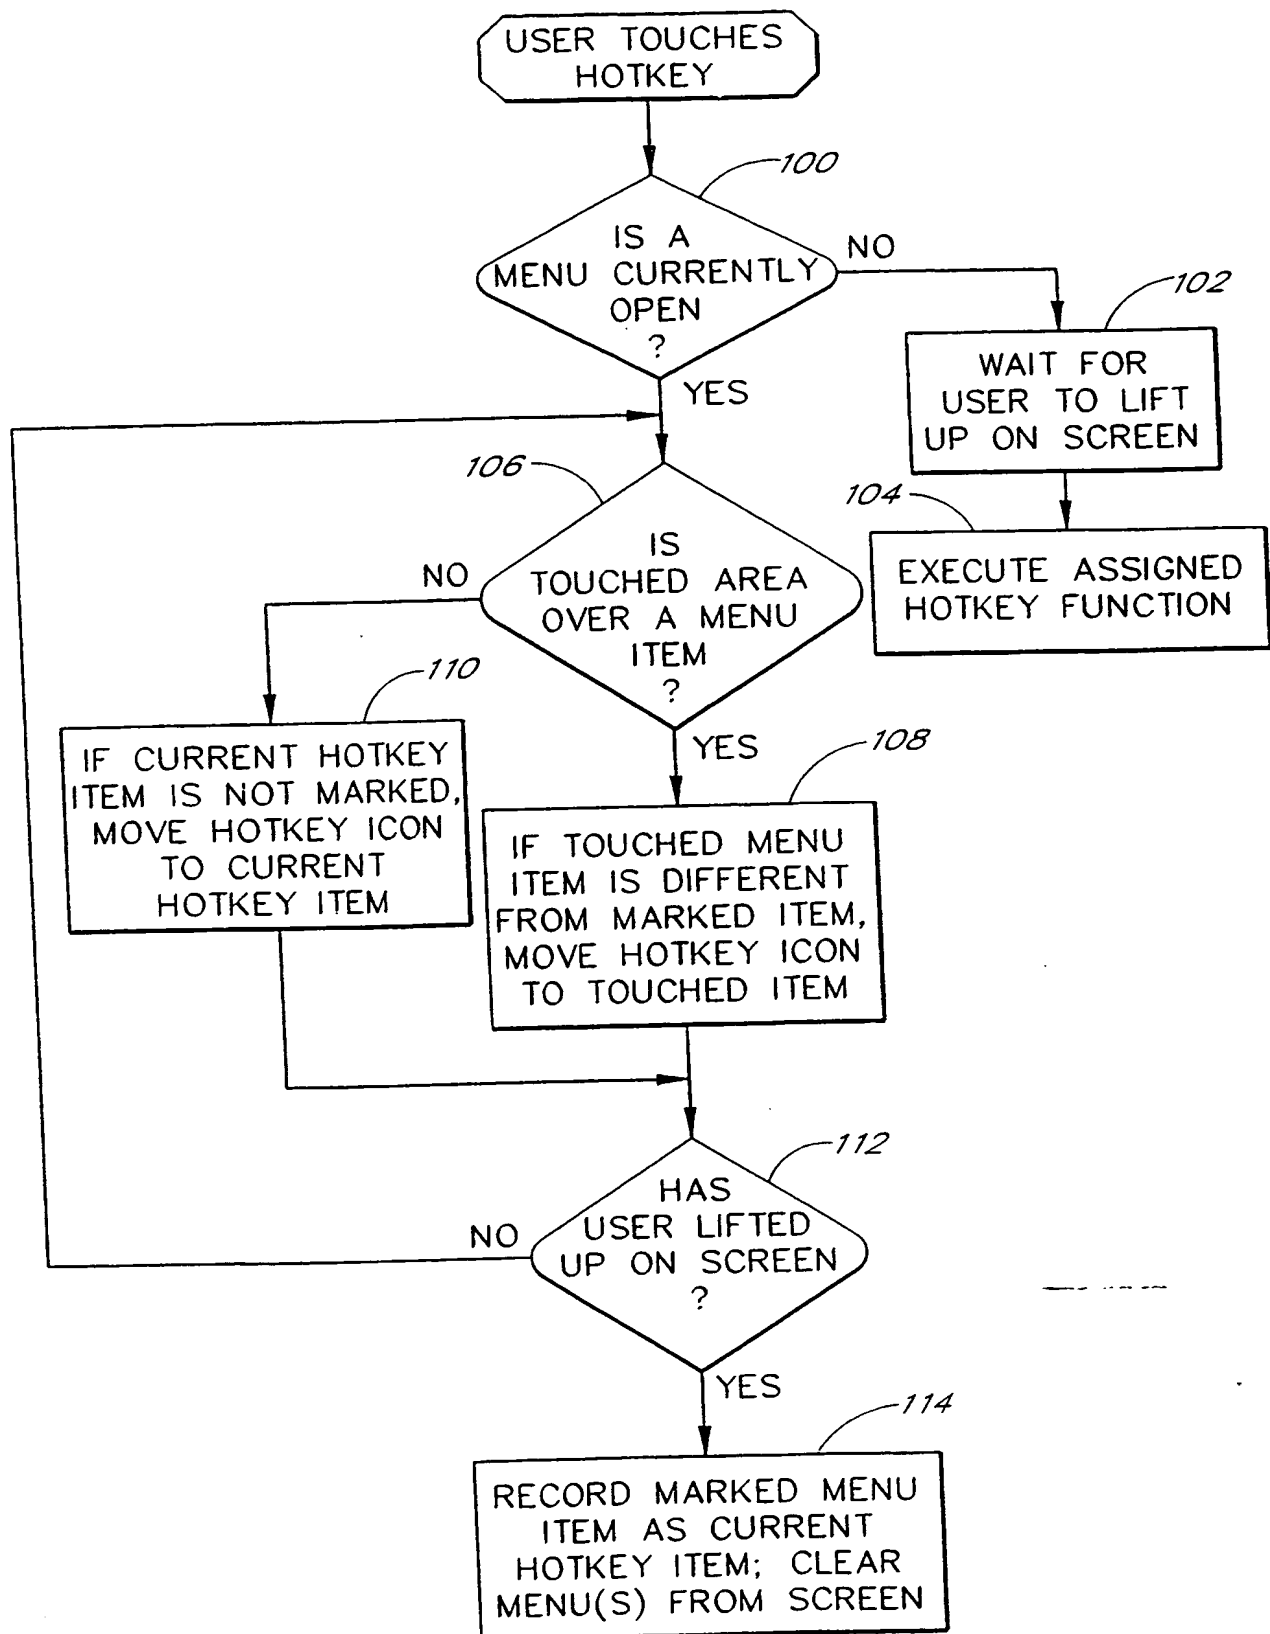 USER TOUCHES
HOTKEY
100
IS A
MENU CURRENTLY
OPEN
?
NO
YES
102
WAIT FOR
USER TO LIFT
UP ON SCREEN
104
EXECUTE ASSIGNED
HOTKEY FUNCTION
106
IS
TOUCHED AREA
OVER A MENU
ITEM
?
NO
YES
110
IF CURRENT HOTKEY
ITEM IS NOT MARKED,
MOVE HOTKEY ICON
TO CURRENT
HOTKEY ITEM
108
IF TOUCHED MENU
ITEM IS DIFFERENT
FROM MARKED ITEM,
MOVE HOTKEY ICON
TO TOUCHED ITEM
112
HAS
USER LIFTED
UP ON SCREEN
?
NO
YES
114
RECORD MARKED MENU
ITEM AS CURRENT
HOTKEY ITEM; CLEAR
MENU(S) FROM SCREEN